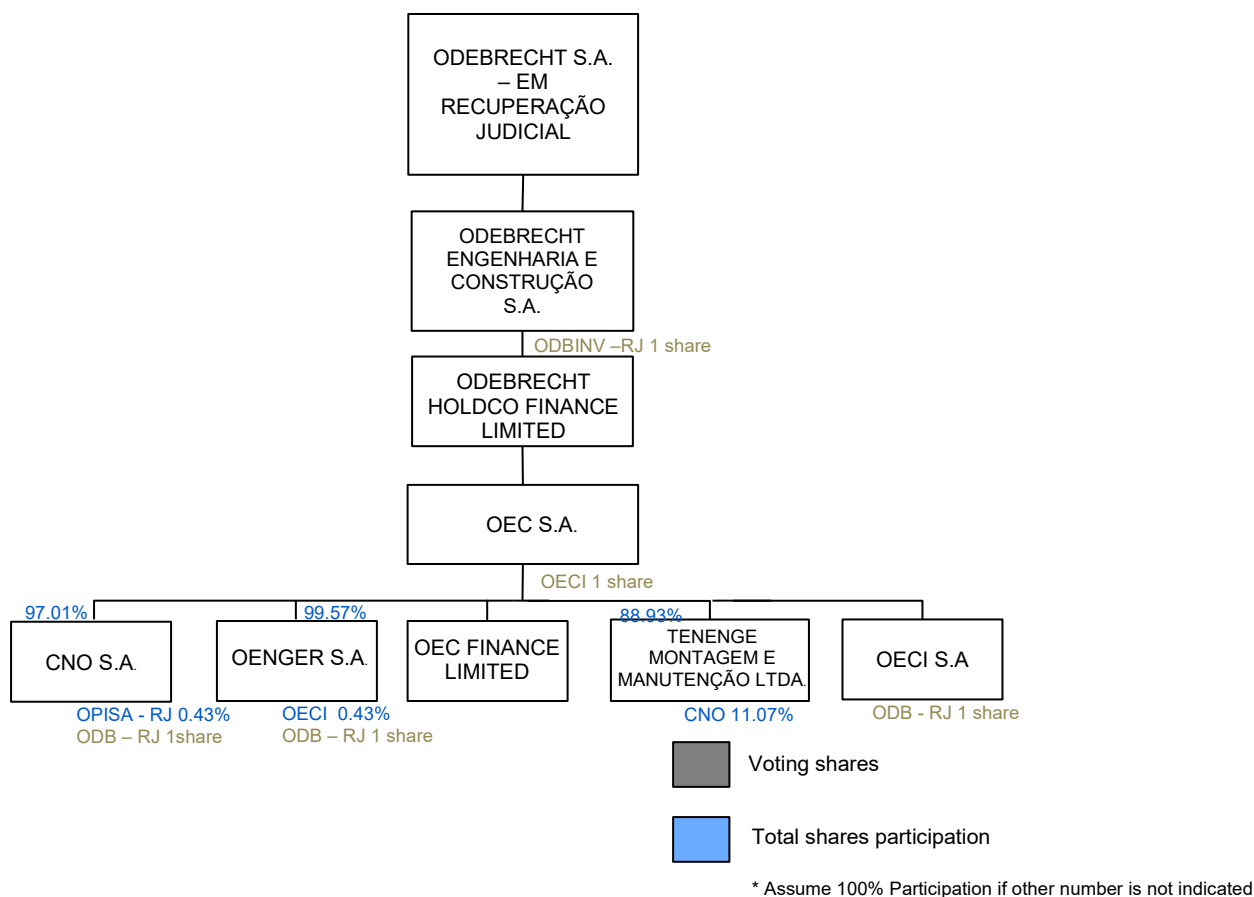 ODEBRECHT S.A.
– EM
RECUPERAÇÃO
JUDICIAL
ODEBRECHT
ENGENHARIA E
CONSTRUÇÃO
S.A.
ODBINV –RJ 1 share
ODEBRECHT
HOLDCO FINANCE
LIMITED
OEC S.A.
OECI 1 share
97.01%
CNO S.A.
OPISA - RJ 0.43%
ODB – RJ 1share
99.57%
OENGER S.A.
OECI 0.43%
ODB – RJ 1 share
OEC FINANCE
LIMITED
88.93%
TENENGE
MONTAGEM E
MANUTENÇÃO LTDA.
CNO 11.07%
OECI S.A
ODB - RJ 1 share
Voting shares
Total shares participation
* Assume 100% Participation if other number is not indicated